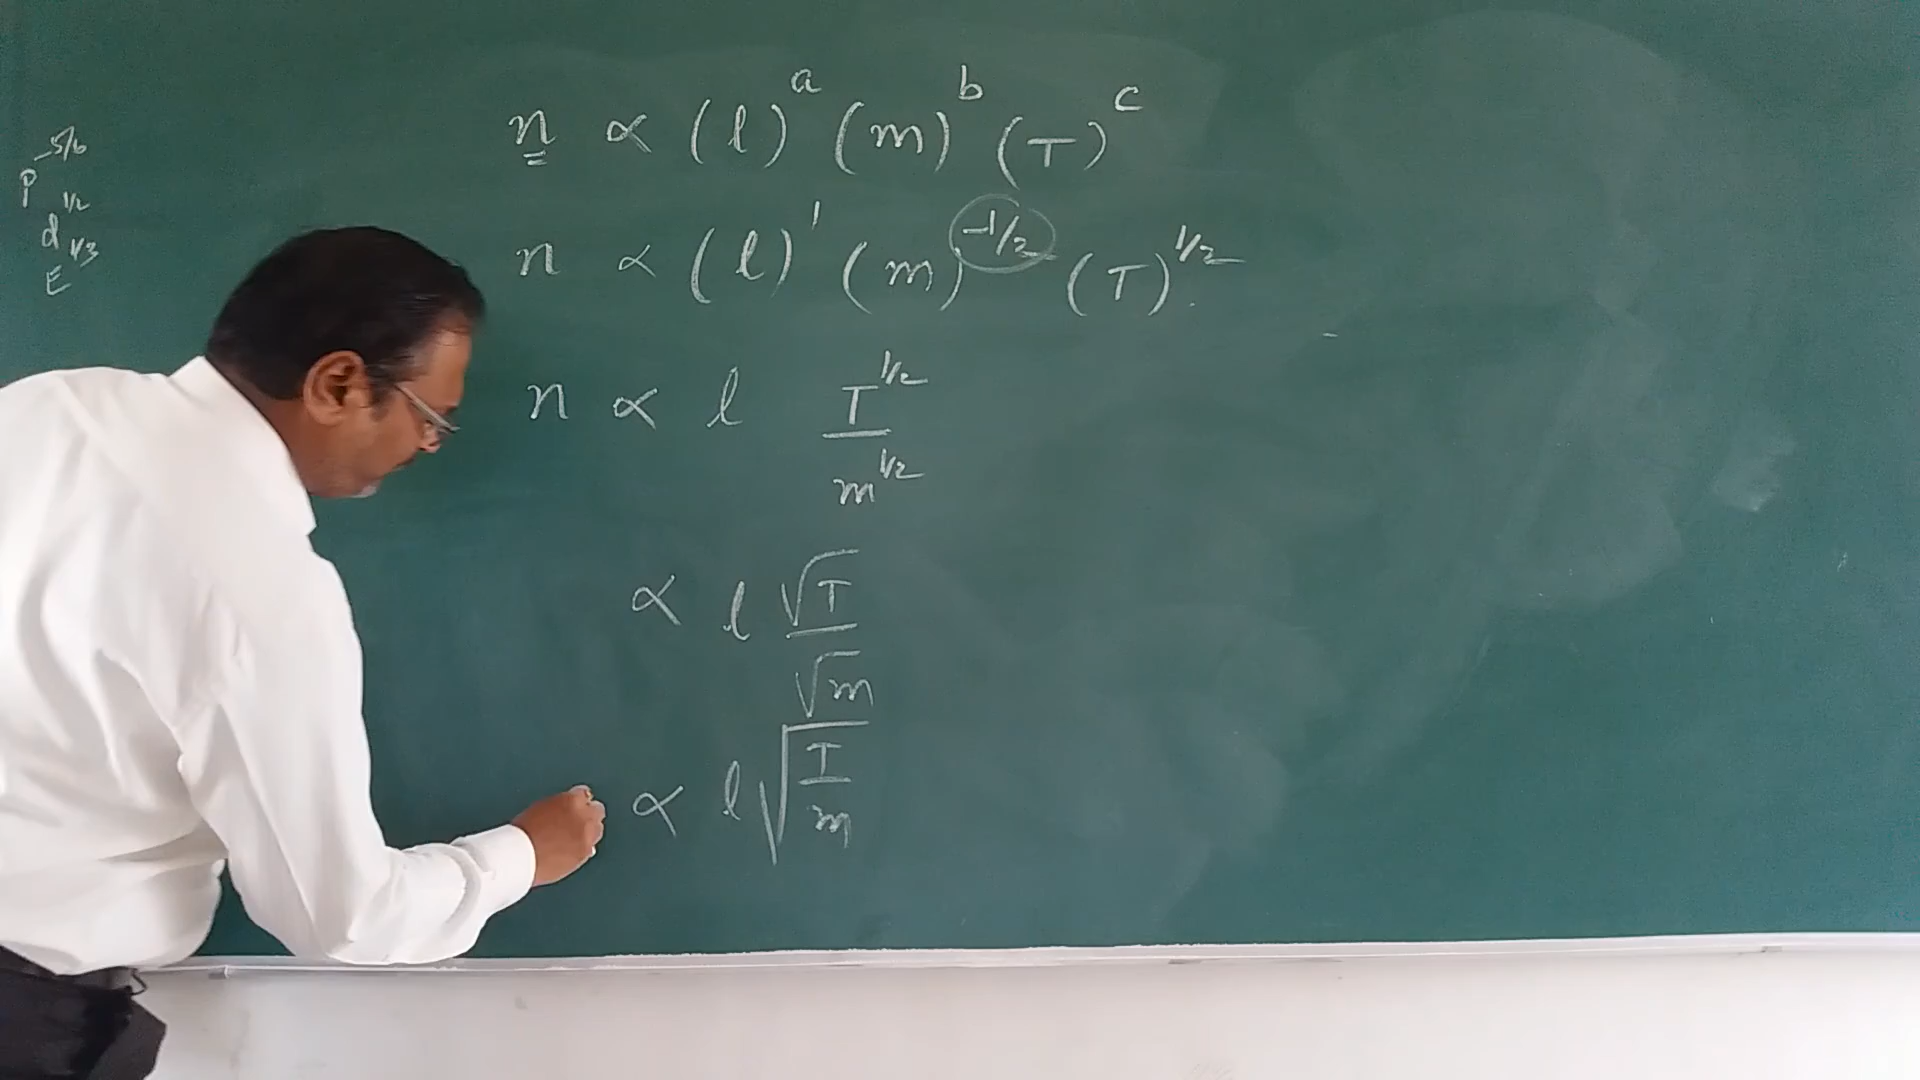 n ∝ (l)^a (m)^b (T)^c
n ∝ (l)^1 (m)^-1/2 (T)^1/2
n ∝ l T^1/2 / m^1/2
∝ l √T / √m
∝ l √(T/m)
P^-5/6
d^1/2
E^1/3